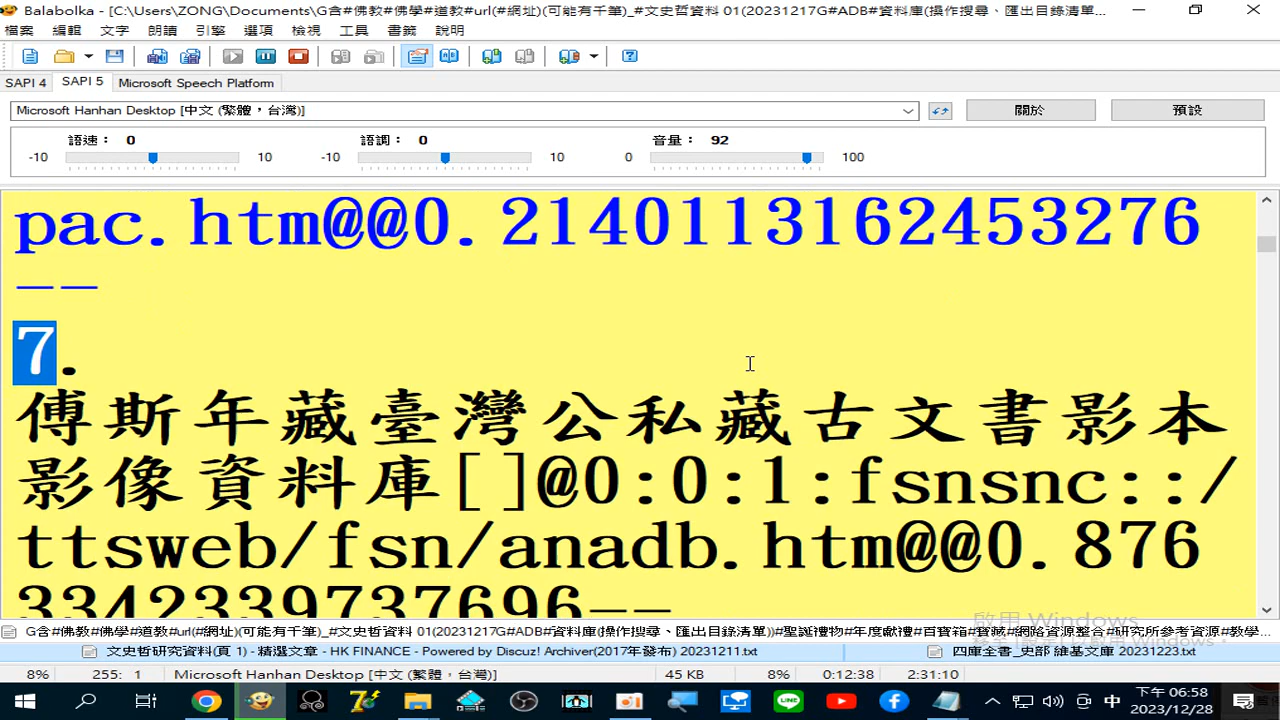 Balabolka - [C:\Users\ZONG\Documents\G含#佛教#佛學#道教#url(#網址)(可能有千筆)_#文史哲資料 01(20231217G#ADB#資料庫(操作搜尋、匯出目錄清單...
檔案 編輯 文字 朗讀 引擎 選項 檢視 工具 書籤 說明
SAPI 4 SAPI 5 Microsoft Speech Platform
Microsoft Hanhan Desktop [中文 (繁體，台灣)] 關於 預設
語速： 0 語調： 0 音量： 92
-10 10 -10 10 0 100
pac.htm@@0.2140113162453276
--
7.
傅斯年藏臺灣公私藏古文書影本
影像資料庫[]@0:0:1:fsnsnc::/
ttsweb/fsn/anadb.htm@@0.876
3342339737696--
啟用 Windows
G含#佛教#佛學#道教#url(#網址)(可能有千筆)_#文史哲資料 01(20231217G#ADB#資料庫(操作搜尋、匯出目錄清單))#聖誕禮物#年度獻禮#百寶箱#寶城#網路資源整合#研究所參考資源#教學...
文史哲研究資料(頁 1) - 精選文章 - HK FINANCE - Powered by Discuz! Archiver(2017年發布) 20231211.txt 四庫全書_史部 維基文庫 20231223.txt
8% 255: 1 Microsoft Hanhan Desktop [中文 (繁體，台灣)] 45 KB 8% 0:12:38 2:31:10
中 下午 06:58
2023/12/28